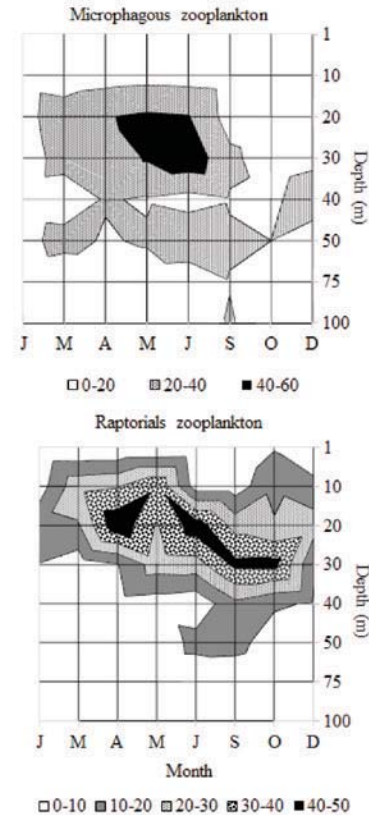 Microphagous zooplankton
1
10
20
30
40
50
75
100
Depth (m)
J M A M J S O D
0-20 20-40 40-60
Raptorials zooplankton
1
10
20
30
40
50
75
100
Depth (m)
J M A M J S O D
Month
0-10 10-20 20-30 30-40 40-50